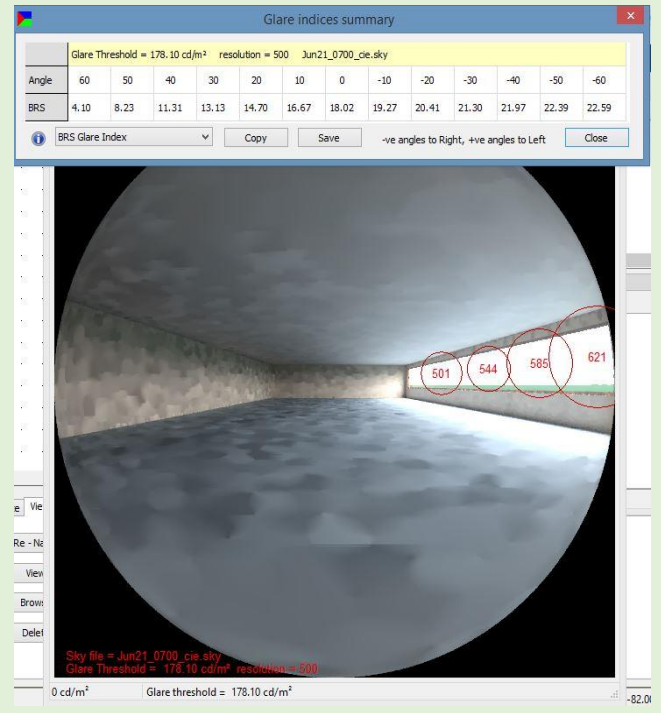 Glare indices summary
Glare Threshold = 178.10 cd/m² resolution = 500 Jun21_0700_cie.sky
Angle 60 50 40 30 20 10 0 -10 -20 -30 -40 -50 -60
BRS 4.10 8.23 11.31 13.13 14.70 16.67 18.02 19.27 20.41 21.30 21.97 22.39 22.59
BRS Glare Index Copy Save -ve angles to Right, +ve angles to Left Close
501 544 585 621
Vie
Re - Na
View
Brows
Delet
Sky file = Jun21_0700_cie.sky
Glare Threshold = 178.10 cd/m² resolution = 500
0 cd/m² Glare threshold = 178.10 cd/m²
-82.00